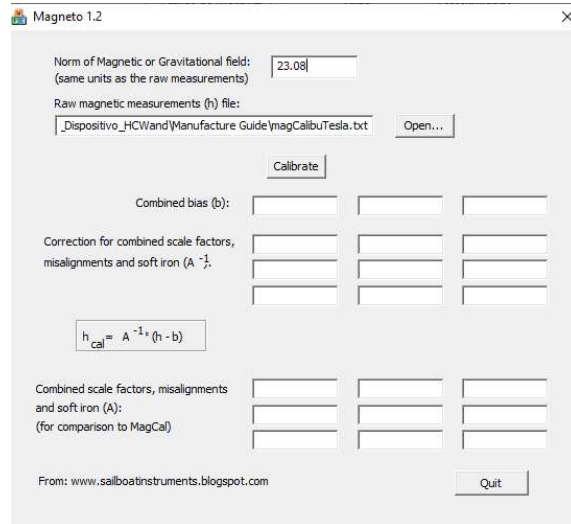 Magneto 1.2
Norm of Magnetic or Gravitational field:
(same units as the raw measurements)
23.08
Raw magnetic measurements (h) file:
_Dispositivo_HCWand\Manufacture Guide\magCalibuTesla.txt
Open...
Calibrate
Combined bias (b):
Correction for combined scale factors,
misalignments and soft iron (A -1:
h cal = A -1 * (h - b)
Combined scale factors, misalignments
and soft iron (A):
(for comparison to MagCal)
From: www.sailboatinstruments.blogspot.com
Quit